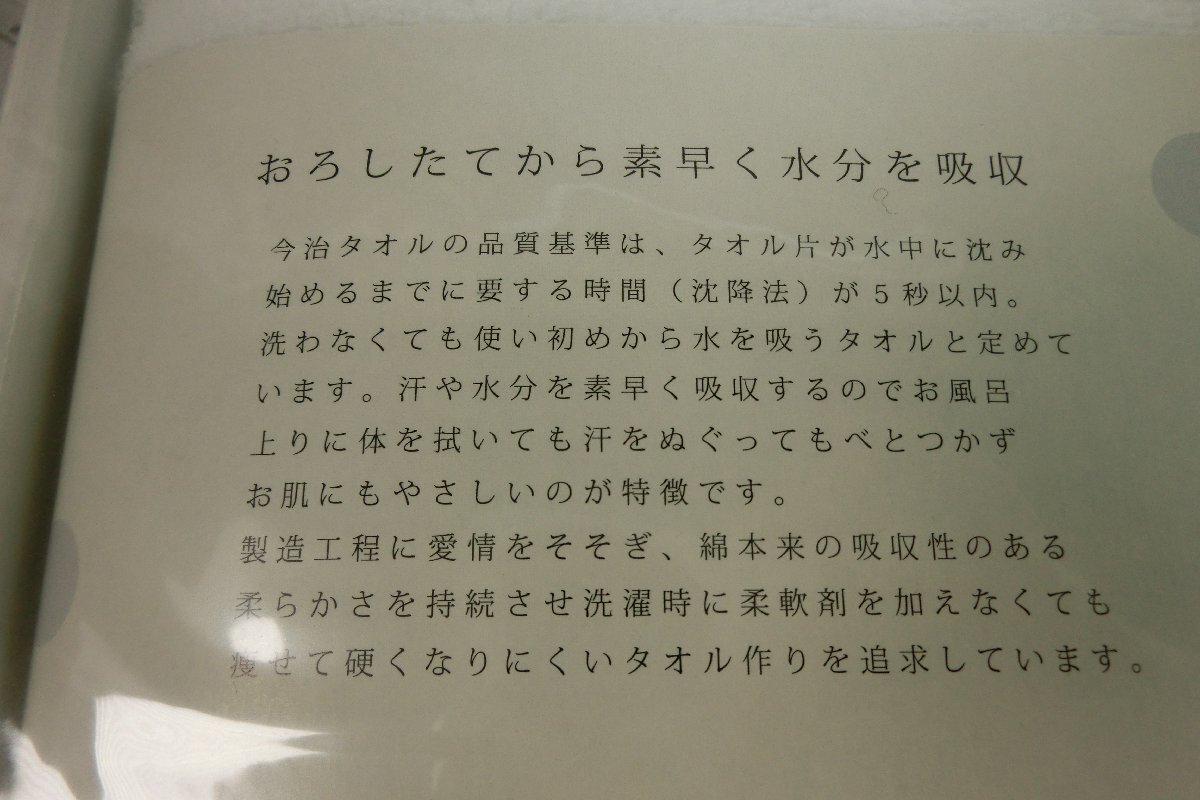 おろしたてから素早く水分を吸収
今治タオルの品質基準は、タオル片が水中に沈み
始めるまでに要する時間（沈降法）が5秒以内。
洗わなくても使い初めから水を吸うタオルと定めて
います。汗や水分を素早く吸収するのでお風呂
上りに体を拭いても汗をぬぐってもべとつかず
お肌にもやさしいのが特徴です。
製造工程に愛情をそそぎ、綿本来の吸収性のある
柔らかさを持続させ洗濯時に柔軟剤を加えなくても
痩せて硬くなりにくいタオル作りを追求しています。